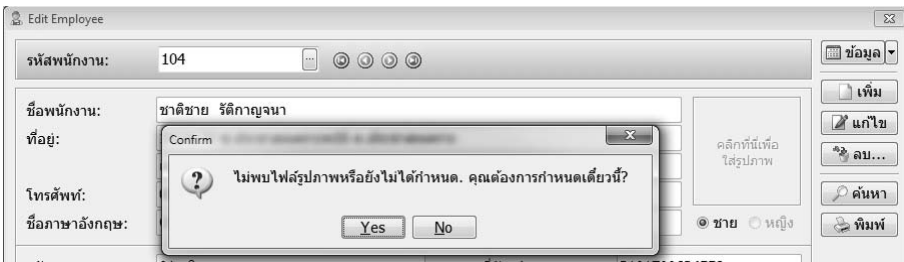 Edit Employee
รหัสพนักงาน: 104 ...
ข้อมูล
เพิ่ม
ชื่อพนักงาน: ชาติชาย รัติกาญจนา
แก้ไข
ที่อยู่:
Confirm
คลิกที่นี่เพื่อ
ใส่รูปภาพ
ลบ...
ไม่พบไฟล์รูปภาพหรือยังไม่ได้กำหนด. คุณต้องการกำหนดเดี๋ยวนี้?
โทรศัพท์:
ค้นหา
ชื่อภาษาอังกฤษ:
Yes No
ชาย หญิง
พิมพ์